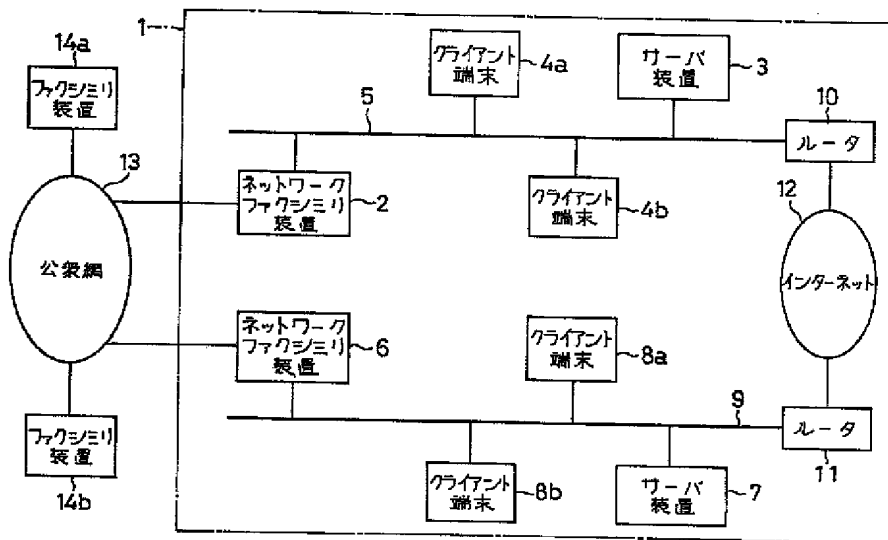 1
14a
ファクシミリ
装置
クライアント
端末
4a
サーバ
装置
3
10
ルータ
5
13
ネットワーク
ファクシミリ
装置
2
クライアント
端末
4b
12
公衆網
インターネット
ネットワーク
ファクシミリ
装置
6
クライアント
端末
8a
9
ルータ
11
ファクシミリ
装置
14b
クライアント
端末
8b
サーバ
装置
7